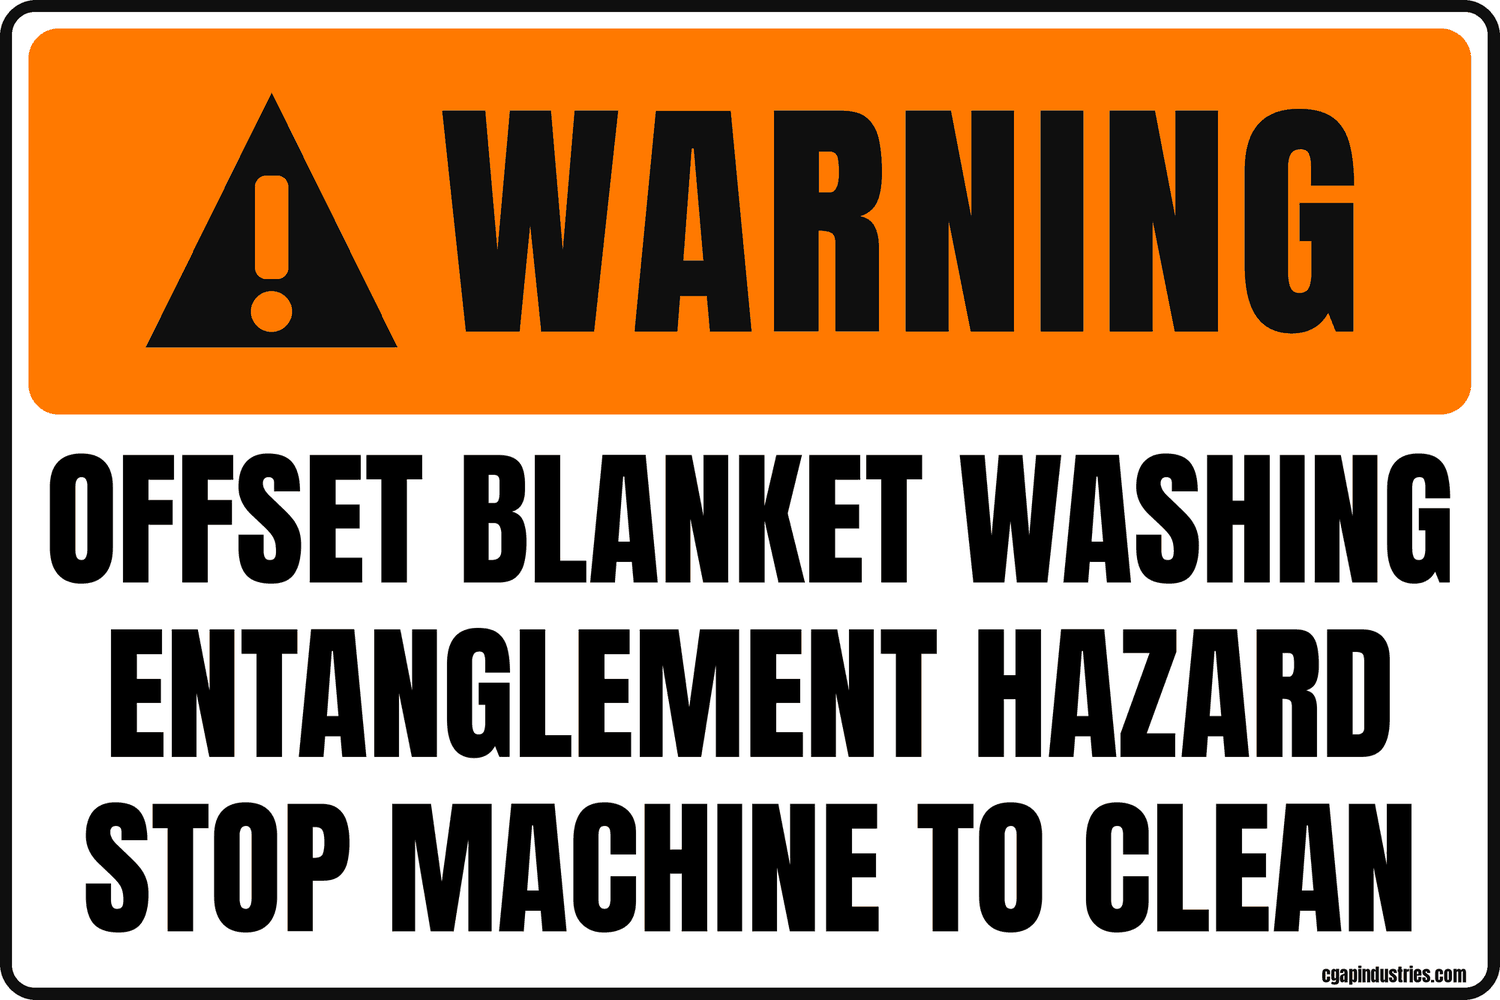 WARNING
OFFSET BLANKET WASHING
ENTANGLEMENT HAZARD
STOP MACHINE TO CLEAN
cgapindustries.com